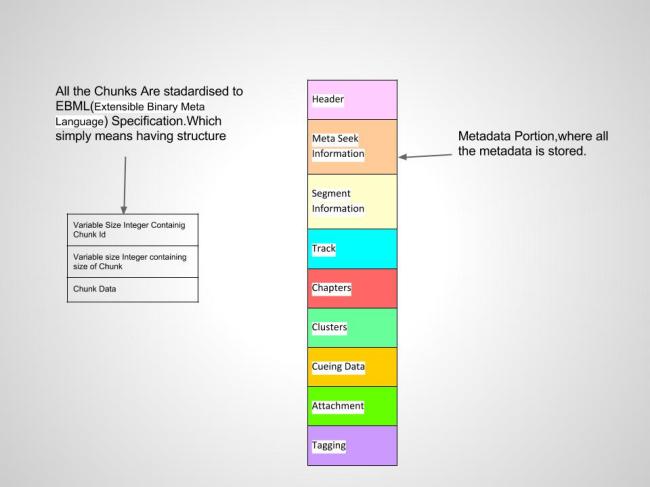 All the Chunks Are stadardised to
EBML(Extensible Binary Meta
Language) Specification.Which
simply means having structure
Variable Size Integer Containig
Chunk Id
Variable size Integer containing
size of Chunk
Chunk Data
Header
Meta Seek
Information
Segment
Information
Track
Chapters
Clusters
Cueing Data
Attachment
Tagging
Metadata Portion,where all
the metadata is stored.